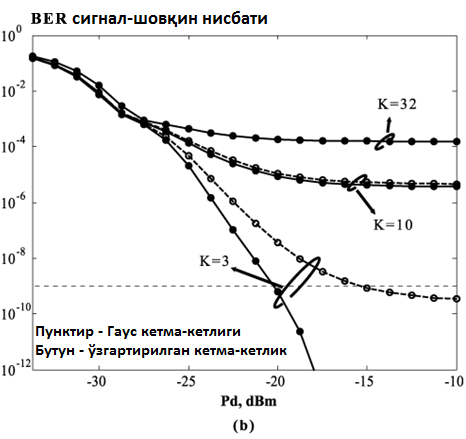 BER сигнал-шовқин нисбати
10^0
10^-2
10^-4
10^-6
10^-8
10^-10
10^-12
K=32
K=10
K=3
Пунктир - Гаус кетма-кетлиги
Бутун - ўзгартирилган кетма-кетлик
-30 -25 -20 -15 -10
Pd, dBm
(b)